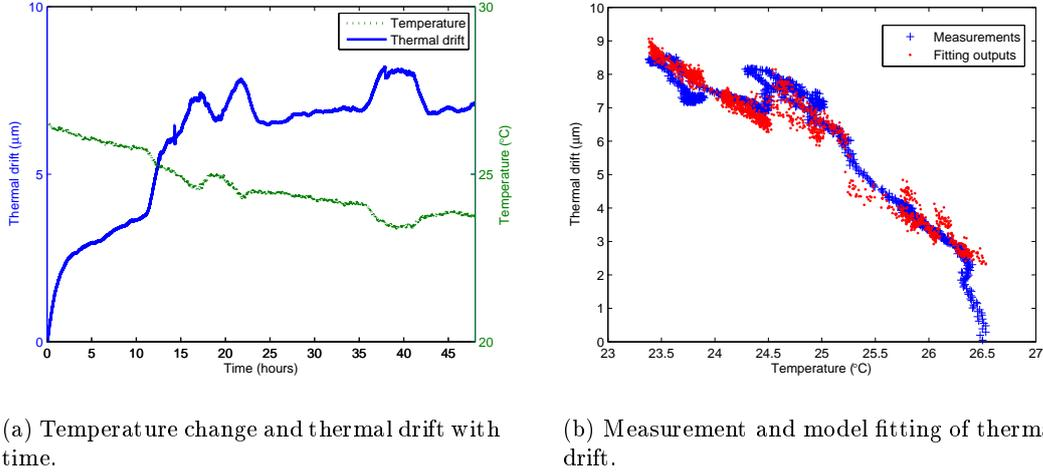 10
30
Temperature
Thermal drift
5
25
0
20
0 5 10 15 20 25 30 35 40 45
Time (hours)
Thermal drift (μm)
Temperature (°C)
(a) Temperature change and thermal drift with
time.
10
9
8
7
6
5
4
3
2
1
0
Measurements
Fitting outputs
23 23.5 24 24.5 25 25.5 26 26.5 27
Temperature (°C)
Thermal drift (μm)
(b) Measurement and model fitting of therm
drift.